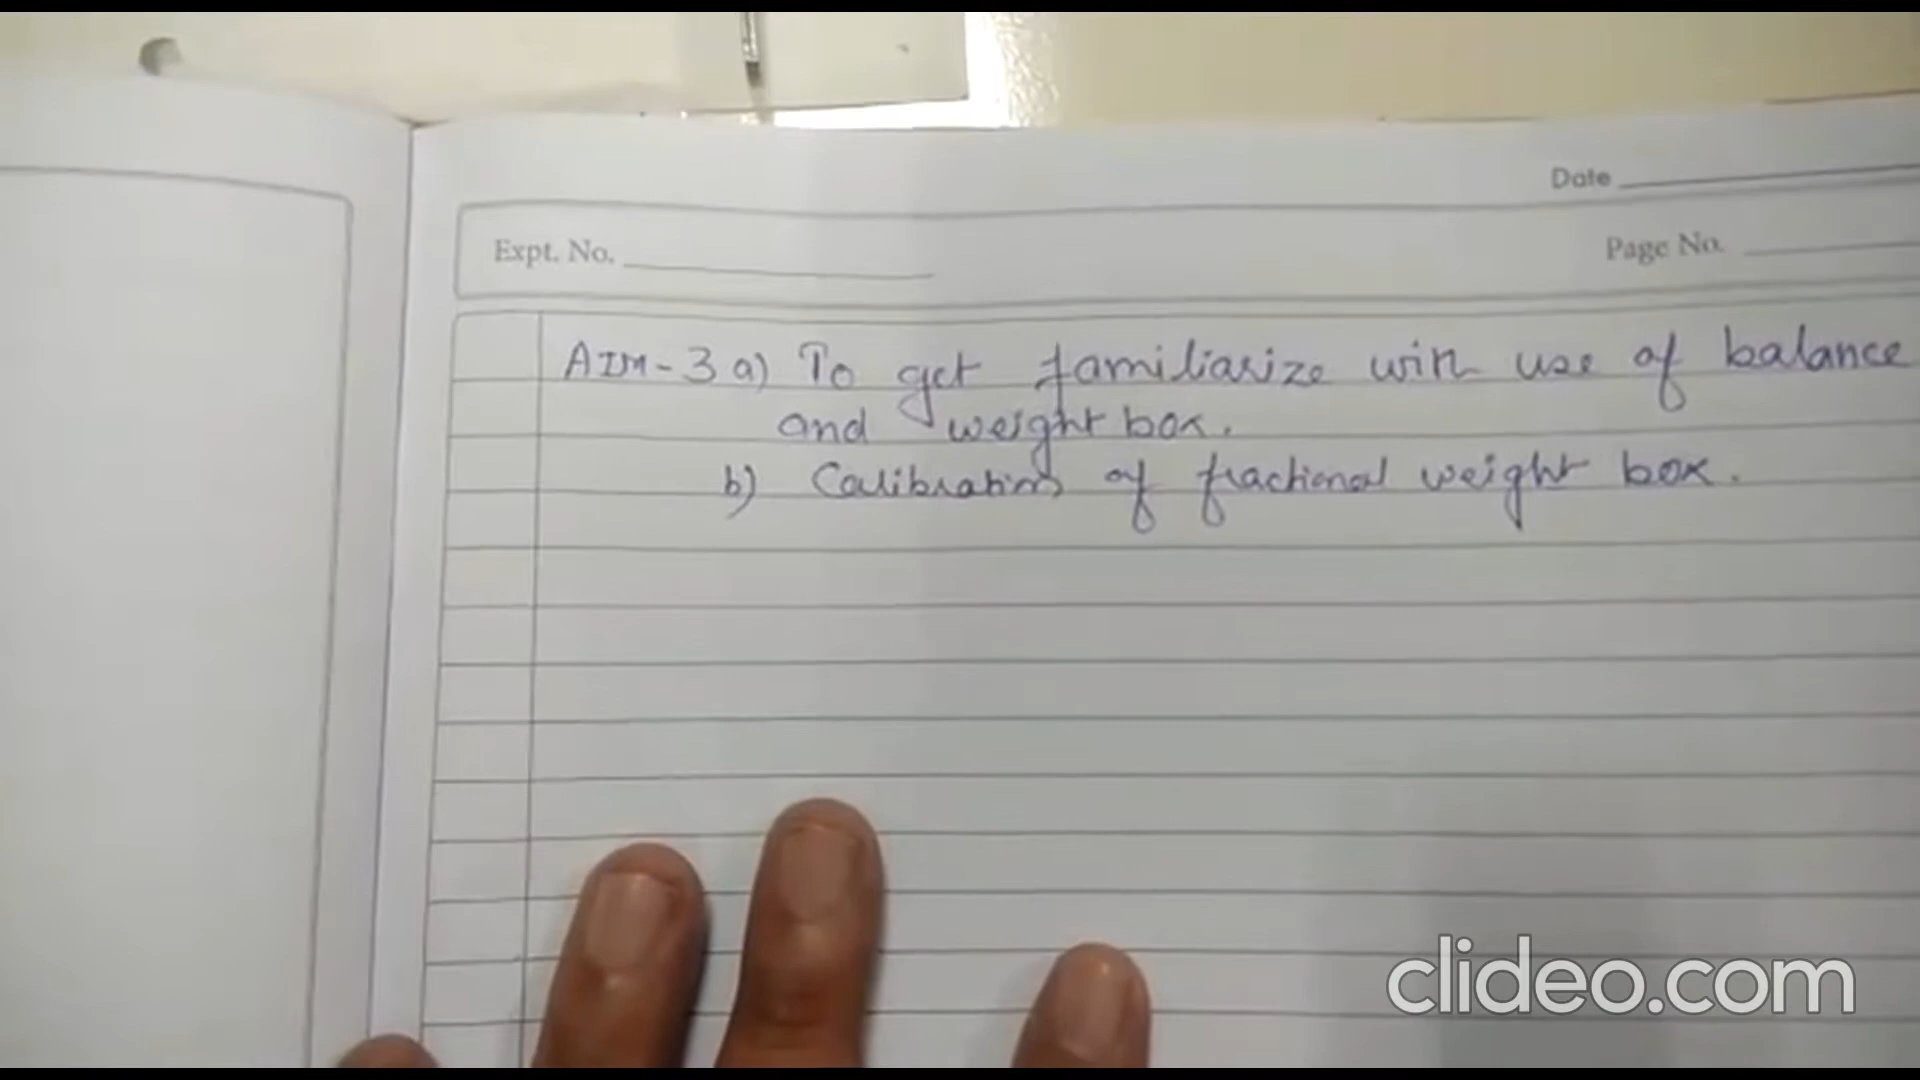 Date
Expt. No.
Page No.
AIM-3 a) To get familiarize with use of balance
and weight box.
b) Calibration of fractional weight box.
clideo.com